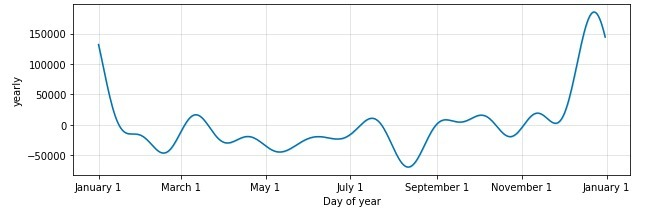 150000
100000
50000
0
−50000
yearly
January 1 March 1 May 1 July 1 September 1 November 1 January 1
Day of year